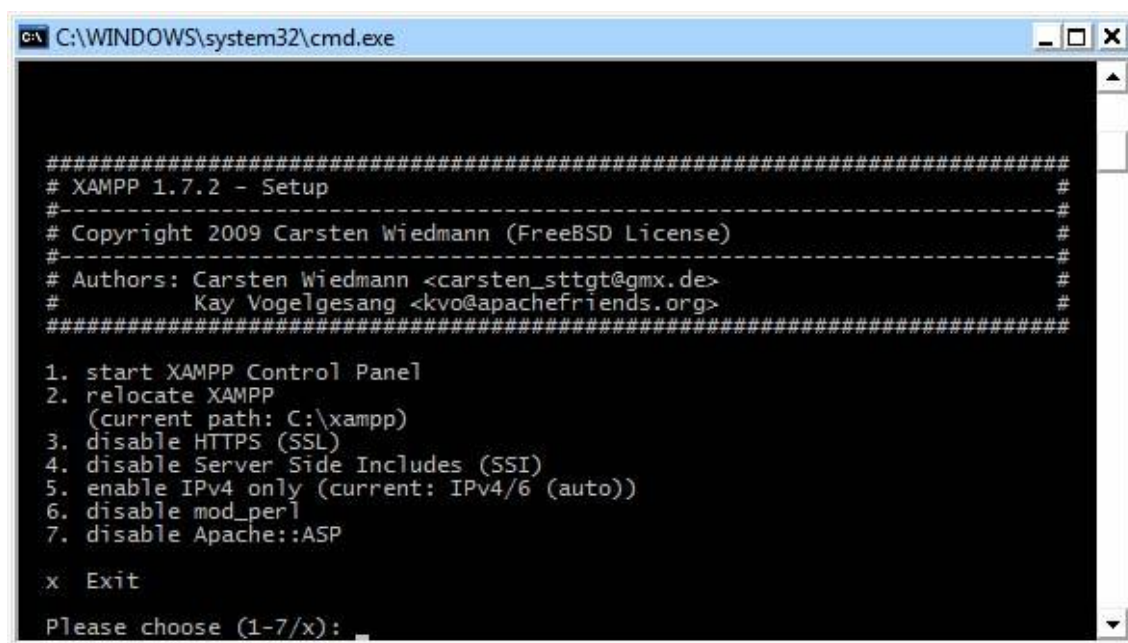 C:\WINDOWS\system32\cmd.exe
###########################################################################
# XAMPP 1.7.2 - Setup #
#-------------------------------------------------------------------------#
# Copyright 2009 Carsten Wiedmann (FreeBSD License) #
#-------------------------------------------------------------------------#
# Authors: Carsten Wiedmann <carsten_sttgt@gmx.de> #
# Kay Vogelgesang <kvo@apachefriends.org> #
###########################################################################
1. start XAMPP Control Panel
2. relocate XAMPP
(current path: C:\xampp)
3. disable HTTPS (SSL)
4. disable Server Side Includes (SSI)
5. enable IPv4 only (current: IPv4/6 (auto))
6. disable mod_perl
7. disable Apache::ASP
x Exit
Please choose (1-7/x): _